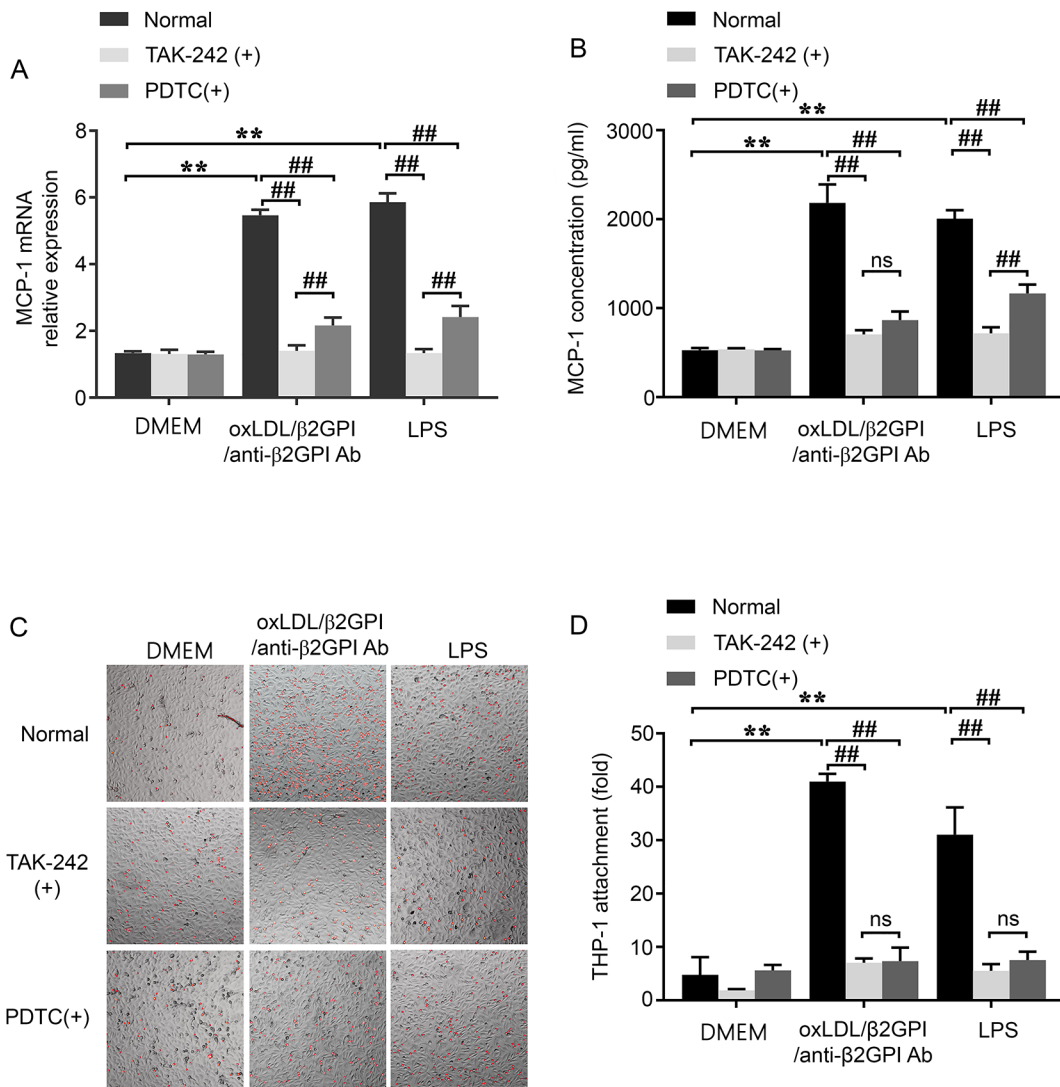 A
Normal
TAK-242 (+)
PDTC(+)
MCP-1 mRNA
relative expression
8
6
4
2
0
**
##
**
##
##
##
##
##
DMEM
oxLDL/β2GPI
/anti-β2GPI Ab
LPS
B
Normal
TAK-242 (+)
PDTC(+)
MCP-1 concentration (pg/ml)
3000
2000
1000
0
**
##
**
##
##
##
ns
##
DMEM
oxLDL/β2GPI
/anti-β2GPI Ab
LPS
C
DMEM
oxLDL/β2GPI
/anti-β2GPI Ab
LPS
Normal
TAK-242
(+)
PDTC(+)
D
Normal
TAK-242 (+)
PDTC(+)
THP-1 attachment (fold)
50
40
30
20
10
0
**
##
**
##
##
##
ns
ns
DMEM
oxLDL/β2GPI
/anti-β2GPI Ab
LPS